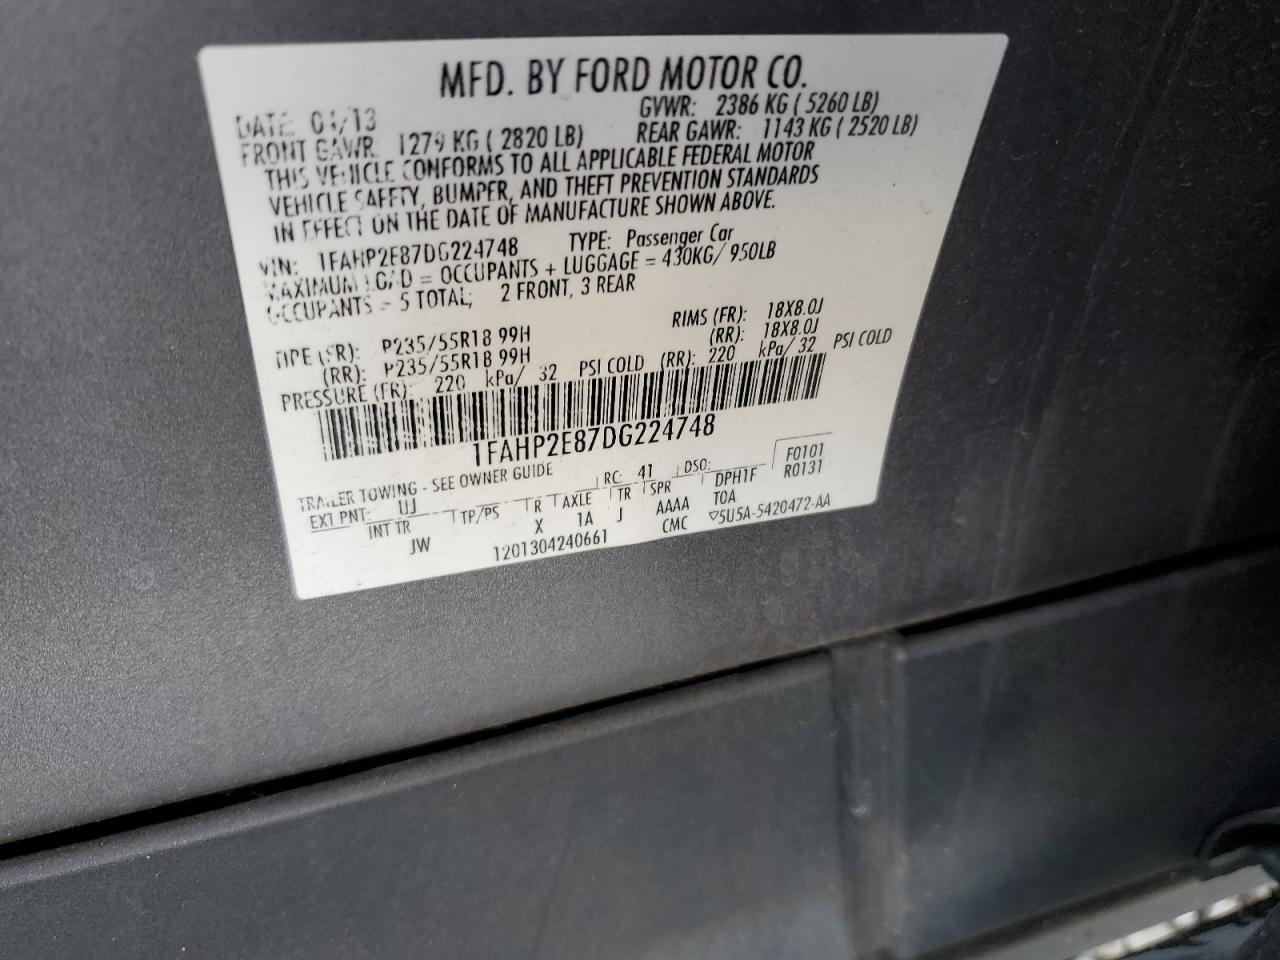 MFD. BY FORD MOTOR CO.
DATE: 04/13 GVWR: 2386 KG ( 5260 LB)
FRONT GAWR: 1279 KG ( 2820 LB) REAR GAWR: 1143 KG ( 2520 LB)
THIS VEHICLE CONFORMS TO ALL APPLICABLE FEDERAL MOTOR
VEHICLE SAFETY, BUMPER, AND THEFT PREVENTION STANDARDS
IN EFFECT ON THE DATE OF MANUFACTURE SHOWN ABOVE.
VIN: 1FAHP2E87DG224748 TYPE: Passenger Car
MAXIMUM LOAD = OCCUPANTS + LUGGAGE = 430KG/ 950LB
OCCUPANTS = 5 TOTAL; 2 FRONT, 3 REAR
TIRE (FR): P235/55R18 99H RIMS (FR): 18X8.0J
(RR): P235/55R18 99H (RR): 18X8.0J
PRESSURE (FR): 220 kPa/ 32 PSI COLD (RR): 220 kPa/ 32 PSI COLD
1FAHP2E87DG224748
TRAILER TOWING - SEE OWNER GUIDE
EXT PNT: UJ RC: 41 DSO: F0101
INT TR TP/PS R AXLE TR SPR DPH1F R0131
JW X 1A J AAAA TOA
1201304240661 CMC ▽5U5A-5420472-AA